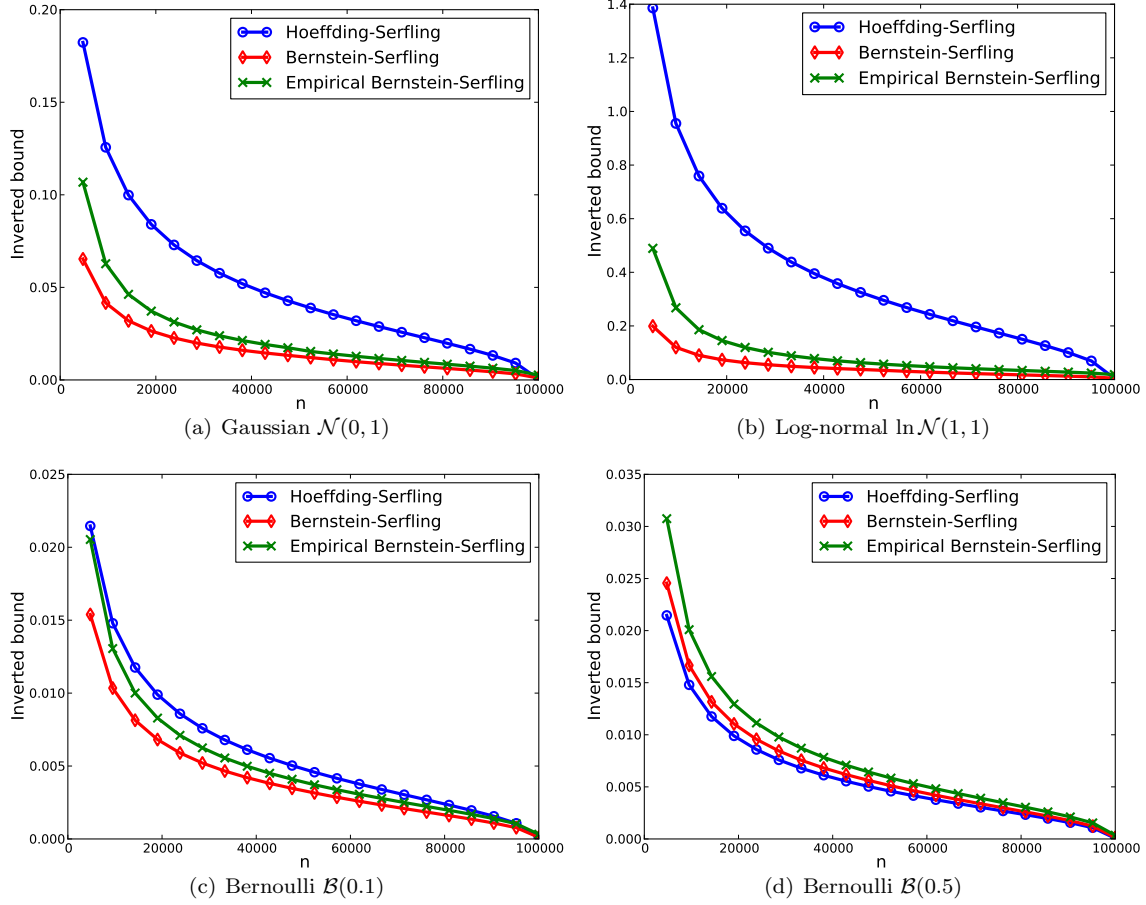 0.20
0.15
0.10
0.05
0.00
Inverted bound
Hoeffding-Serfling
Bernstein-Serfling
Empirical Bernstein-Serfling
0 20000 40000 60000 80000 100000
n
(a) Gaussian 𝒩(0, 1)
1.4
1.0
0.8
0.6
0.4
0.2
0.0
Inverted bound
Hoeffding-Serfling
Bernstein-Serfling
Empirical Bernstein-Serfling
0 20000 40000 60000 80000 100000
n
(b) Log-normal ln 𝒩(1, 1)
0.025
0.020
0.015
0.010
0.005
0.000
Inverted bound
Hoeffding-Serfling
Bernstein-Serfling
Empirical Bernstein-Serfling
0 20000 40000 60000 80000 100000
n
(c) Bernoulli ℬ(0.1)
0.035
0.030
0.025
0.020
0.015
0.010
0.005
0.000
Inverted bound
Hoeffding-Serfling
Bernstein-Serfling
Empirical Bernstein-Serfling
0 20000 40000 60000 80000 100000
n
(d) Bernoulli ℬ(0.5)